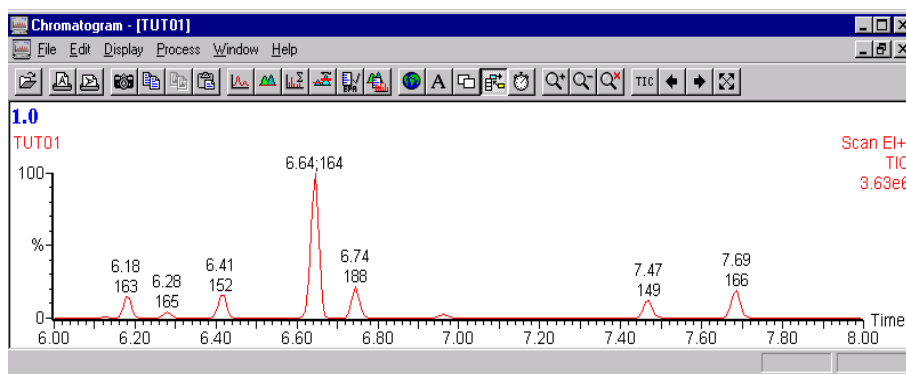 Chromatogram - [TUT01]
File Edit Display Process Window Help
EPR A TIC
1.0
TUT01
Scan EI+
TIC
3.63e6
100
%
0
6.18
163
6.28
165
6.41
152
6.64;164
6.74
188
7.47
149
7.69
166
6.00 6.20 6.40 6.60 6.80 7.00 7.20 7.40 7.60 7.80 8.00
Time